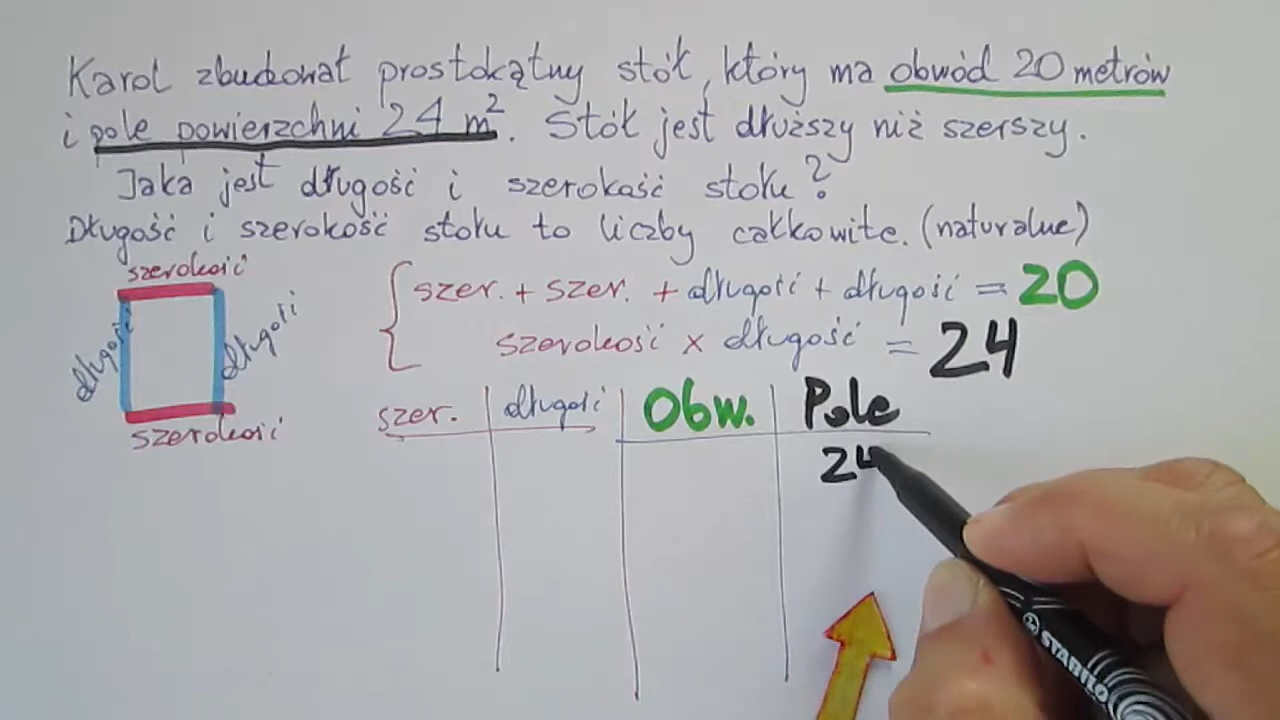 Karol zbudował prostokątny stół, który ma obwód 20 metrów
i pole powierzchni 24 m².  Stół jest dłuższy niż szerszy.
Jaka jest długość i szerokość stołu?
Długość i szerokość stołu to liczby całkowite. (naturalne)
szerokość
długość
długość
szerokość
szer. + szer. + długość + długość = 20
szerokość x długość = 24
szer. długość Obw. Pole
24
STABILO